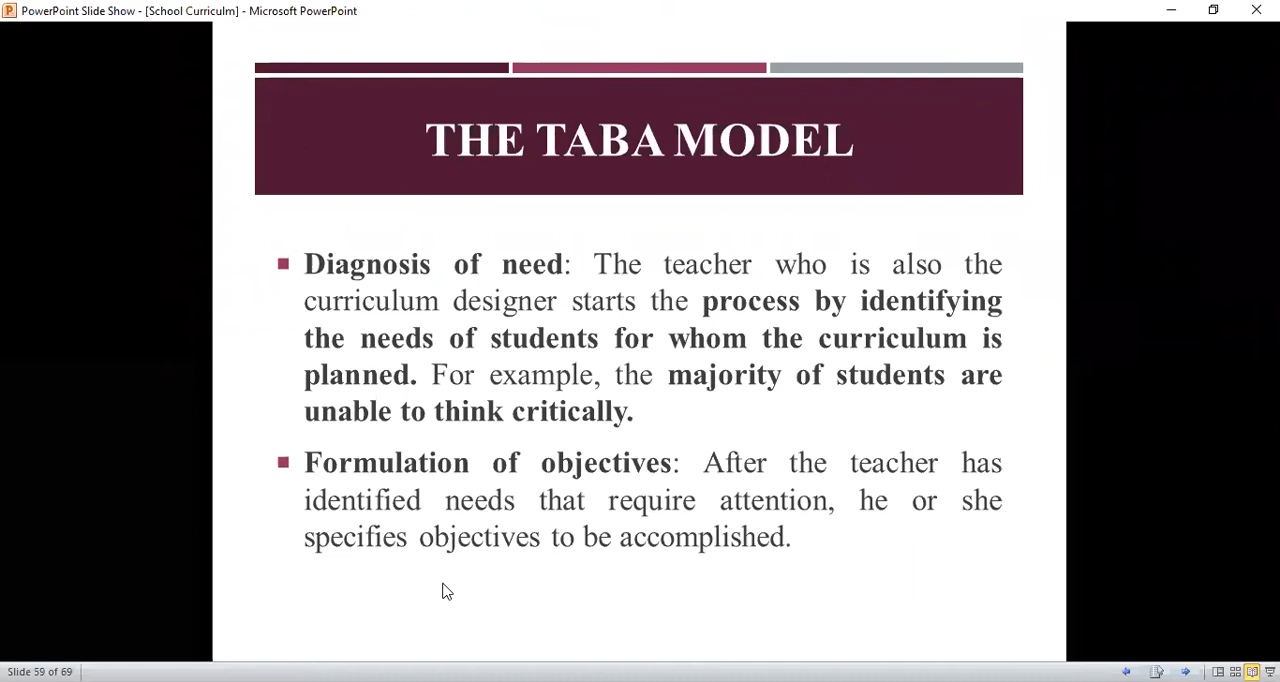 PowerPoint Slide Show - [School Curriculm] - Microsoft PowerPoint
THE TABA MODEL
Diagnosis of need: The teacher who is also the
curriculum designer starts the process by identifying
the needs of students for whom the curriculum is
planned. For example, the majority of students are
unable to think critically.
Formulation of objectives: After the teacher has
identified needs that require attention, he or she
specifies objectives to be accomplished.
Slide 59 of 69